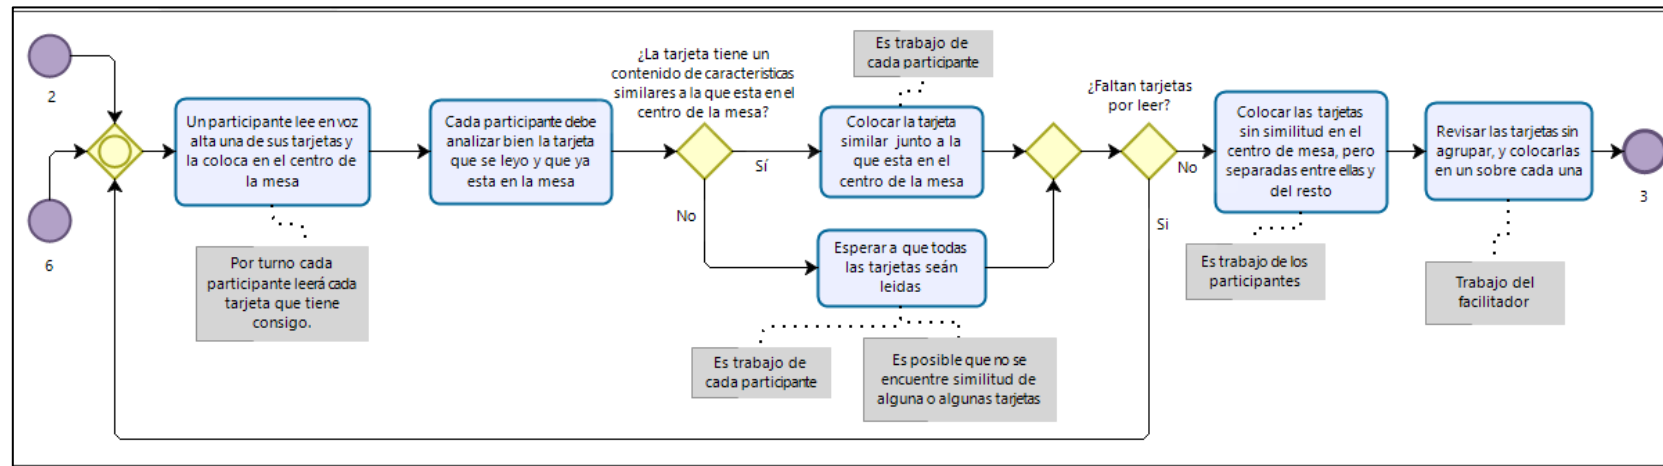 2
6
Un participante lee en voz
alta una de sus tarjetas y
la coloca en el centro de
la mesa
Por turno cada
participante leerá cada
tarjeta que tiene
consigo.
Cada participante debe
analizar bien la tarjeta
que se leyo y que ya
esta en la mesa
¿La tarjeta tiene un
contenido de caracteristicas
similares a la que esta en el
centro de la mesa?
Sí
No
Es trabajo de
cada participante
Colocar la tarjeta
similar junto a la
que esta en el
centro de la mesa
Esperar a que todas
las tarjetas seán
leidas
Es trabajo de
cada participante
Es posible que no se
encuentre similitud de
alguna o algunas tarjetas
¿Faltan tarjetas
por leer?
No
Si
Colocar las tarjetas
sin similitud en el
centro de mesa, pero
separadas entre ellas y
del resto
Es trabajo de los
participantes
Revisar las tarjetas sin
agrupar, y colocarlas
en un sobre cada una
Trabajo del
facilitador
3